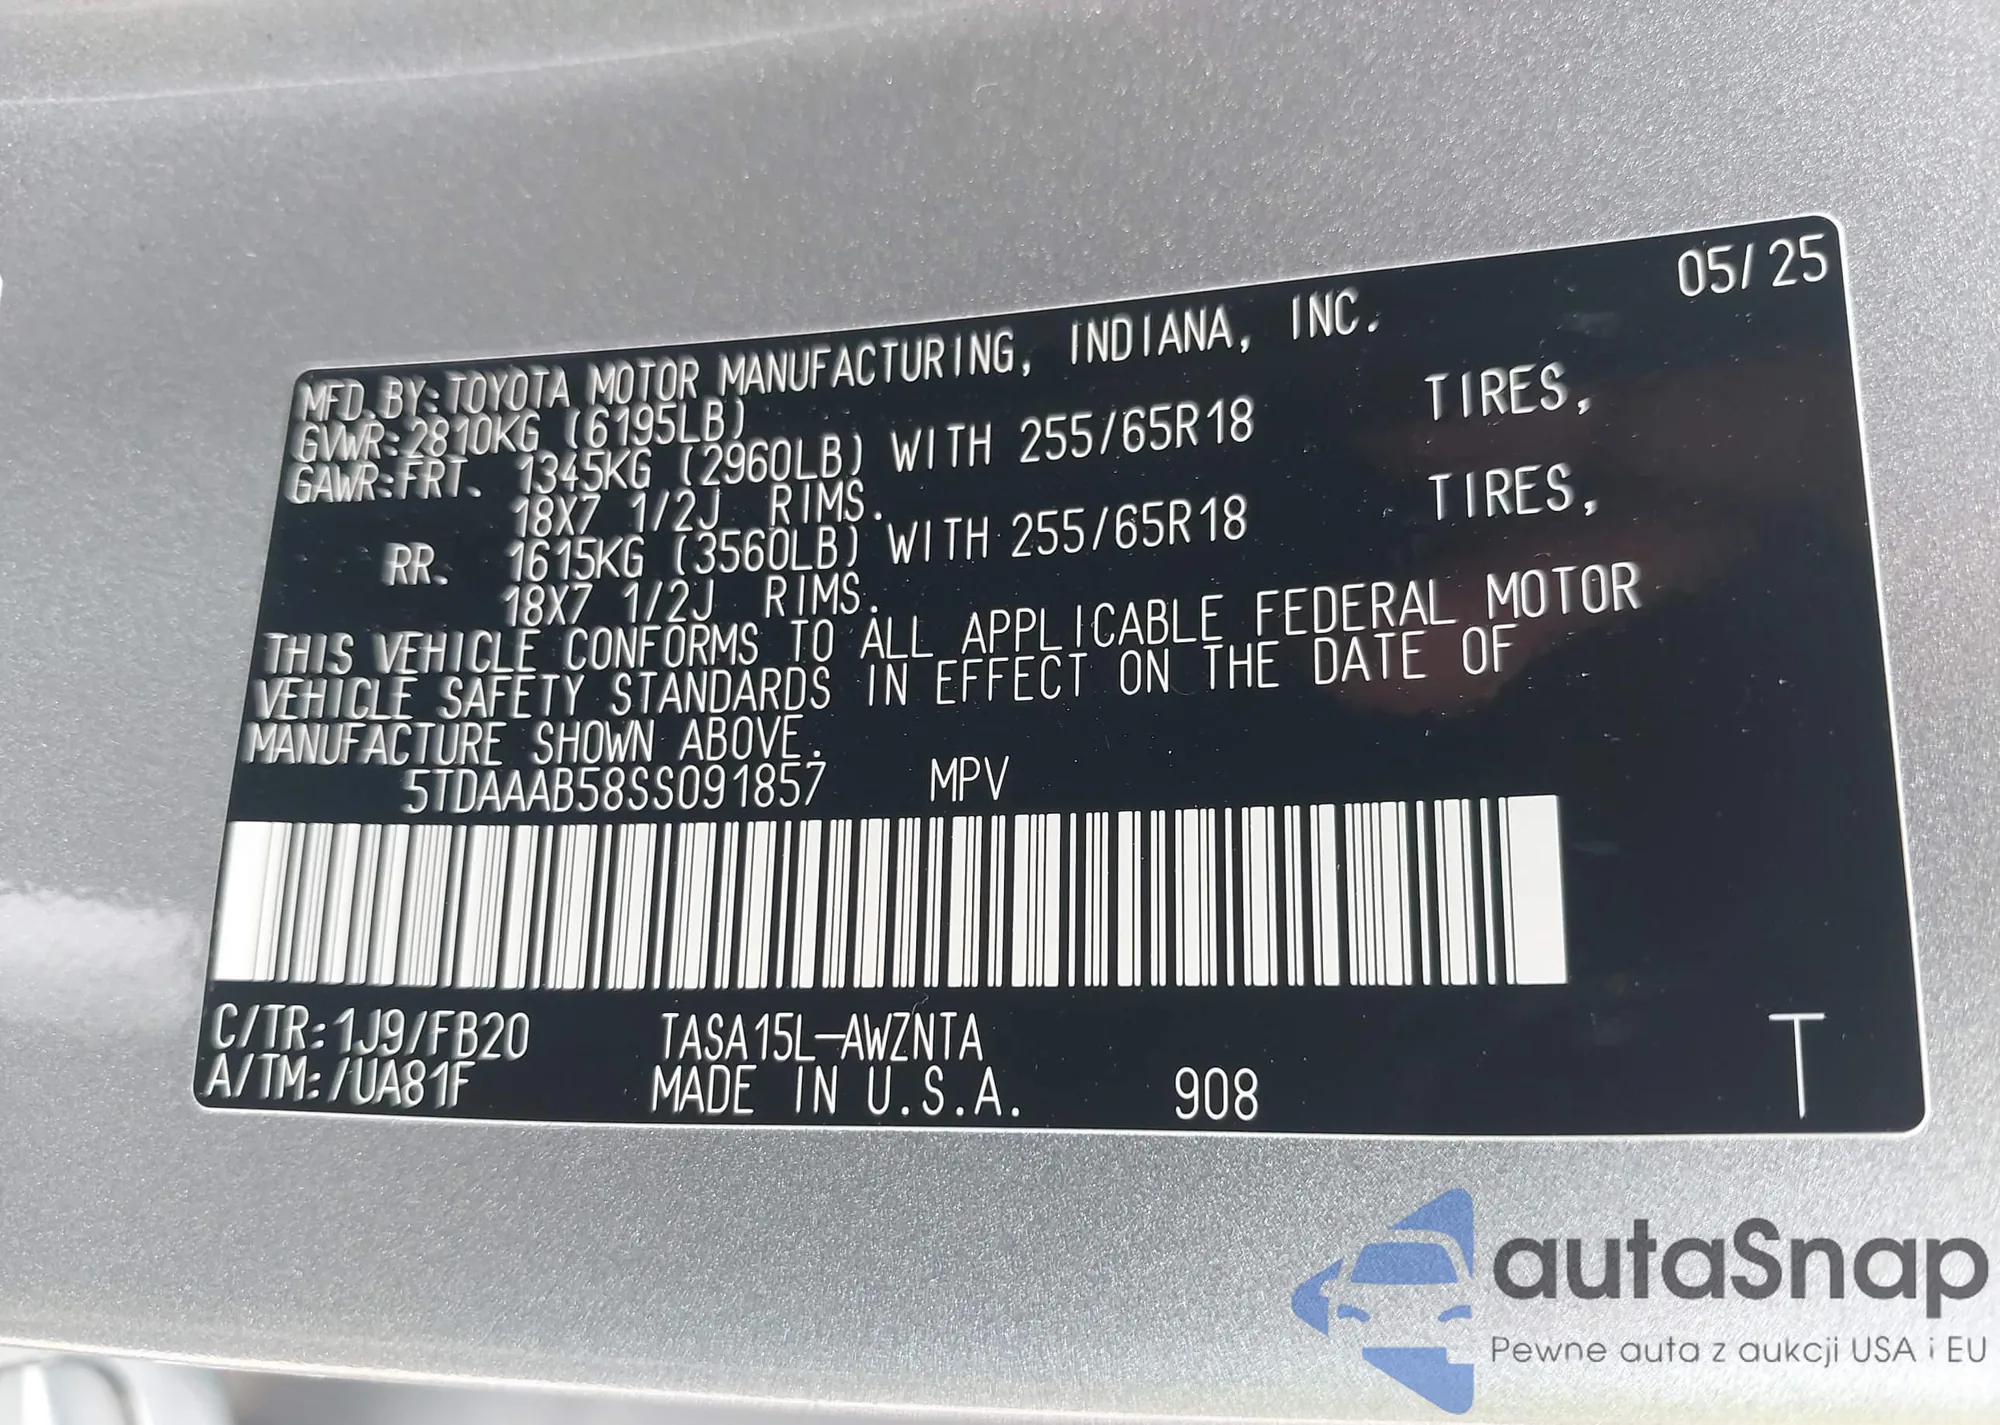 05/25
MFD.BY:TOYOTA MOTOR MANUFACTURING, INDIANA, INC.
GVWR:2810KG (6195LB)
GAWR:FRT. 1345KG (2960LB) WITH 255/65R18 TIRES,
18X7 1/2J RIMS.
RR. 1615KG (3560LB) WITH 255/65R18 TIRES,
18X7 1/2J RIMS.
THIS VEHICLE CONFORMS TO ALL APPLICABLE FEDERAL MOTOR
VEHICLE SAFETY STANDARDS IN EFFECT ON THE DATE OF
MANUFACTURE SHOWN ABOVE.
5TDAAAB58SS091857 MPV
C/TR:1J9/FB20 TASA15L-AWZNTA
A/TM:/UA81F MADE IN U.S.A. 908 T
autaSnap
Pewne auta z aukcji USA i EU